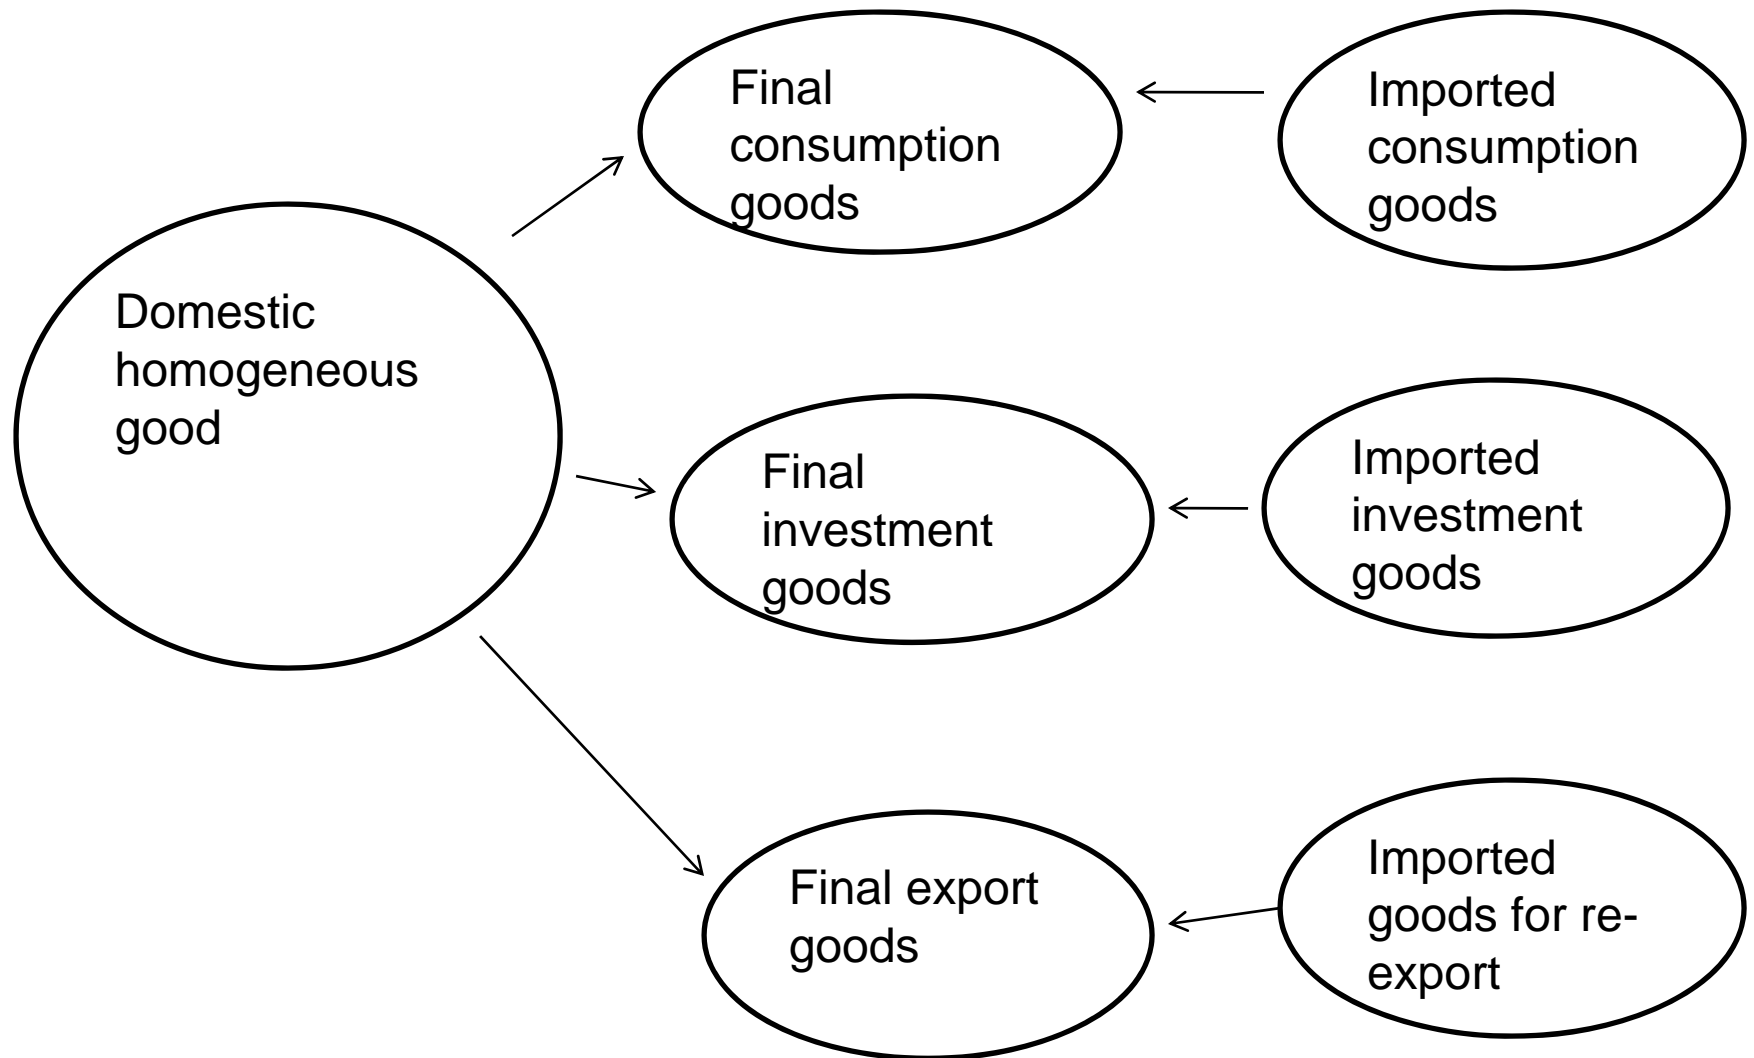 Final
consumption
goods
Imported
consumption
goods
Domestic
homogeneous
good
Final
investment
goods
Imported
investment
goods
Final export
goods
Imported
goods for re-
export